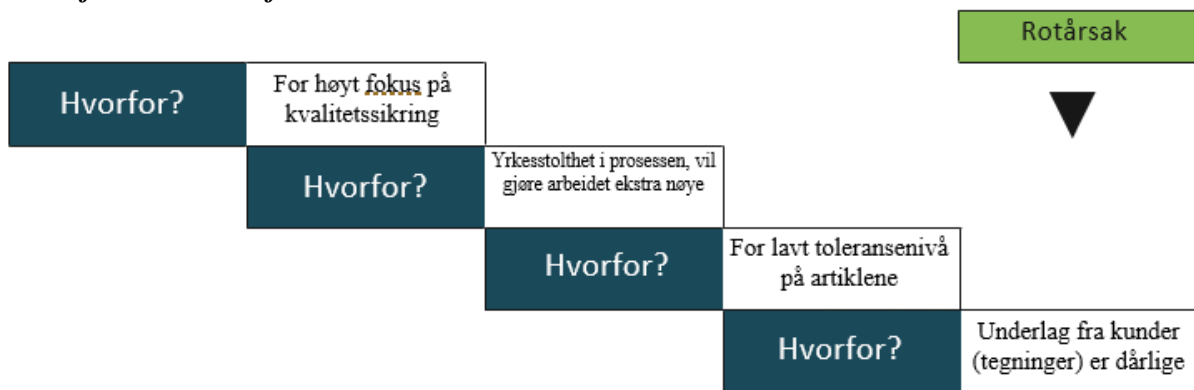 Rotårsak
Hvorfor?
For høyt fokus på
kvalitetssikring
Hvorfor?
Yrkesstolthet i prosessen, vil
gjøre arbeidet ekstra nøye
Hvorfor?
For lavt toleransenivå
på artiklene
Hvorfor?
Underlag fra kunder
(tegninger) er dårlige